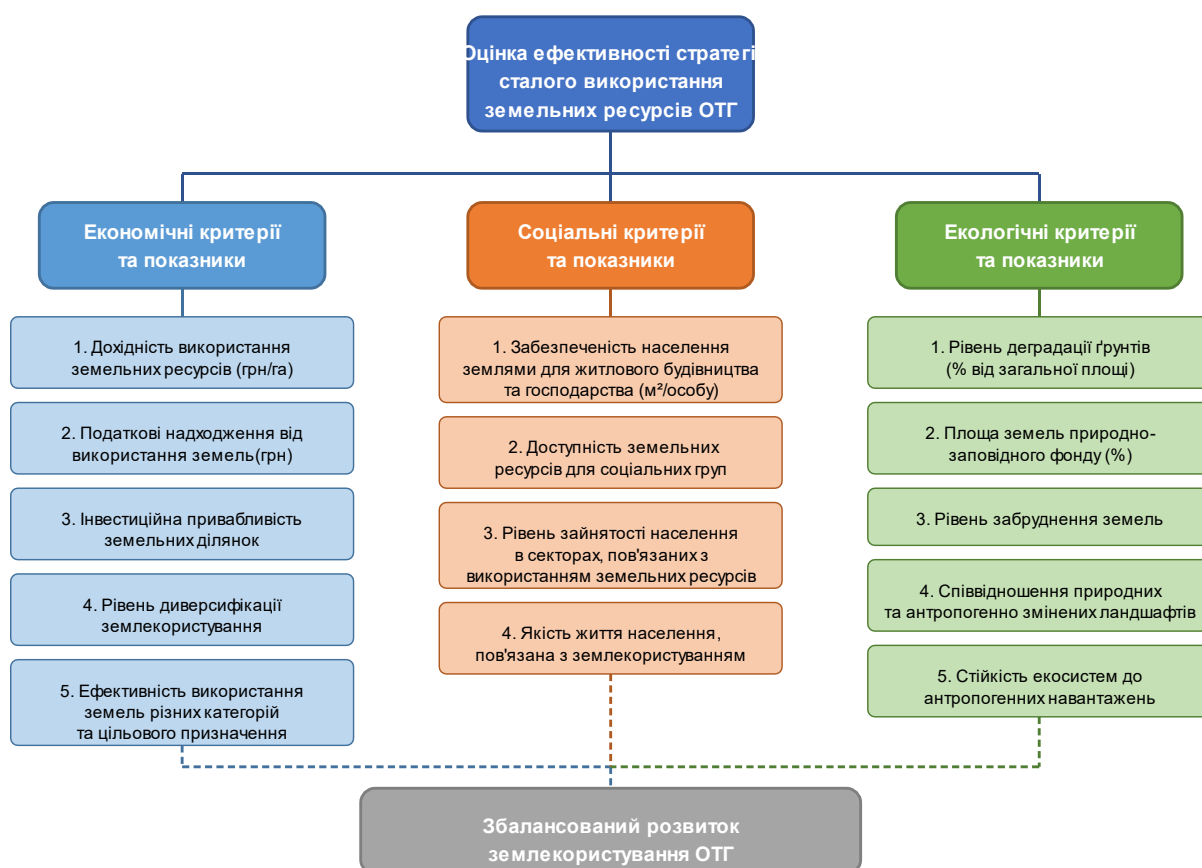 Оцінка ефективності стратегі
сталого використання
земельних ресурсів ОТГ
Економічні критерії
та показники
1. Дохідність використання
земельних ресурсів (грн/га)
2. Податкові надходження від
використання земель(грн)
3. Інвестиційна привабливість
земельних ділянок
4. Рівень диверсифікації
землекористування
5. Ефективність використання
земель різних категорій
та цільового призначення
Соціальні критерії
та показники
1. Забезпеченість населення
землями для житлового будівництва
та господарства (м²/особу)
2. Доступність земельних
ресурсів для соціальних груп
3. Рівень зайнятості населення
в секторах, пов'язаних з
використанням земельних ресурсів
4. Якість життя населення,
пов'язана з землекористуванням
Екологічні критерії
та показники
1. Рівень деградації ґрунтів
(% від загальної площі)
2. Площа земель природно-
заповідного фонду (%)
3. Рівень забруднення земель
4. Співвідношення природних
та антропогенно змінених ландшафтів
5. Стійкість екосистем до
антропогенних навантажень
Збалансований розвиток
землекористування ОТГ